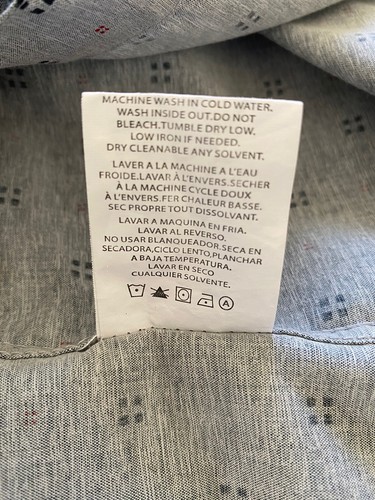 MACHINE WASH IN COLD WATER.
WASH INSIDE OUT.DO NOT
BLEACH.TUMBLE DRY LOW.
LOW IRON IF NEEDED.
DRY CLEANABLE ANY SOLVENT.
LAVER A LA MACHINE A L'EAU
FROIDE.LAVAR À L'ENVERS.SECHER
À LA MACHINE CYCLE DOUX
À L'ENVERS.FER CHALEUR BASSE.
SEC PROPRE TOUT DISSOLVANT.
LAVAR A MAQUINA EN FRIA.
LAVAR AL REVERSO.
NO USAR BLANQUEADOR.SECA EN
SECADORA,CICLO LENTO,PLANCHAR
A BAJA TEMPERATURA.
LAVAR EN SECO
CUALQUIER SOLVENTE.
A